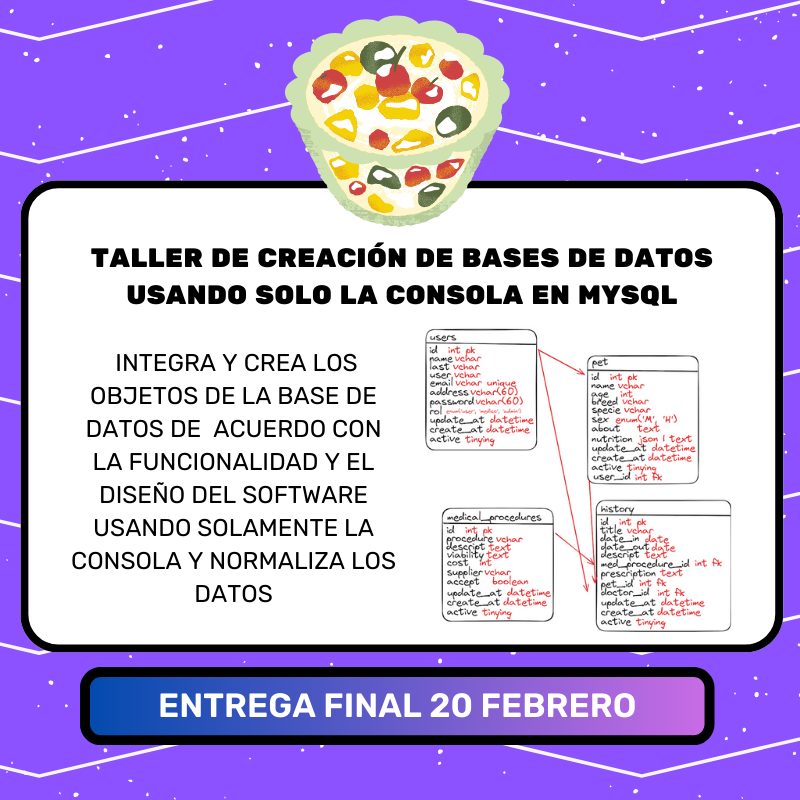 TALLER DE CREACIÓN DE BASES DE DATOS
USANDO SOLO LA CONSOLA EN MYSQL
INTEGRA Y CREA LOS
OBJETOS DE LA BASE DE
DATOS DE ACUERDO CON
LA FUNCIONALIDAD Y EL
DISEÑO DEL SOFTWARE
USANDO SOLAMENTE LA
CONSOLA Y NORMALIZA LOS
DATOS
users
id int pk
name vchar
last vchar
user vchar
email vchar unique
address vchar(60)
password vchar(60)
rol enum('user', 'medico', 'admin')
update_at datetime
create_at datetime
active tinying
pet
id int pk
name vchar
age int
breed vchar
specie vchar
sex enum('M', 'H')
about text
nutrition json | text
update_at datetime
create_at datetime
active tinying
user_id int fk
medical_procedures
id int pk
procedure vchar
descript text
viability text
cost int
supplier vchar
accept boolean
update_at datetime
create_at datetime
active tinying
history
id int pk
title vchar
date_in date
date_out date
descript text
med_procedure_id int fk
prescription text
pet_id int fk
doctor_id int fk
update_at datetime
create_at datetime
active tinying
ENTREGA FINAL 20 FEBRERO